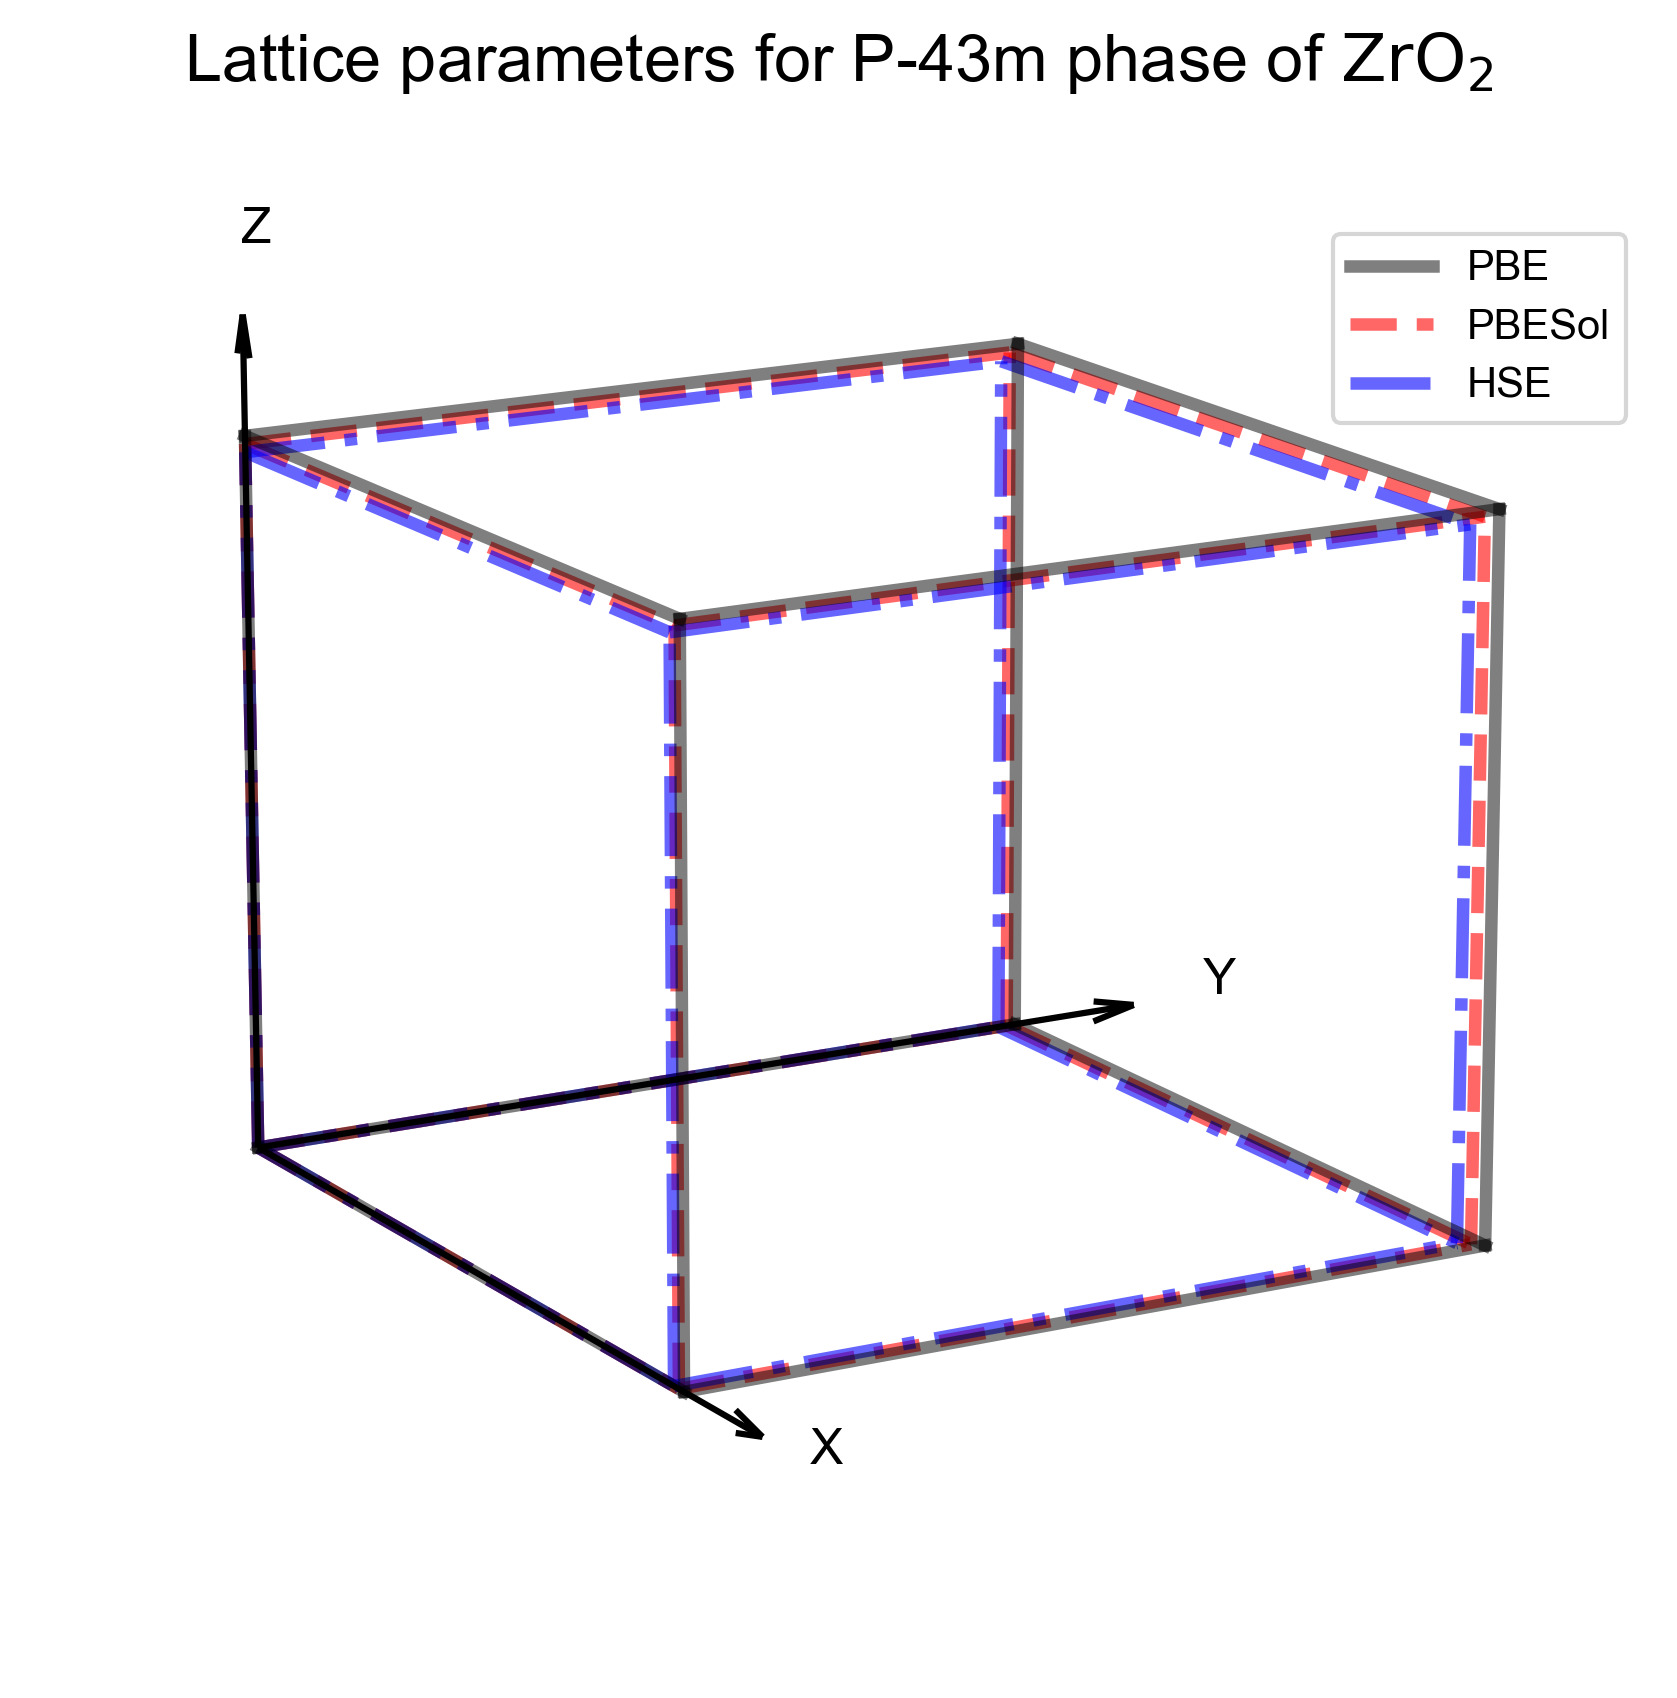 Lattice parameters for P-43m phase of ZrO₂
Z
PBE
PBESol
HSE
Y
X